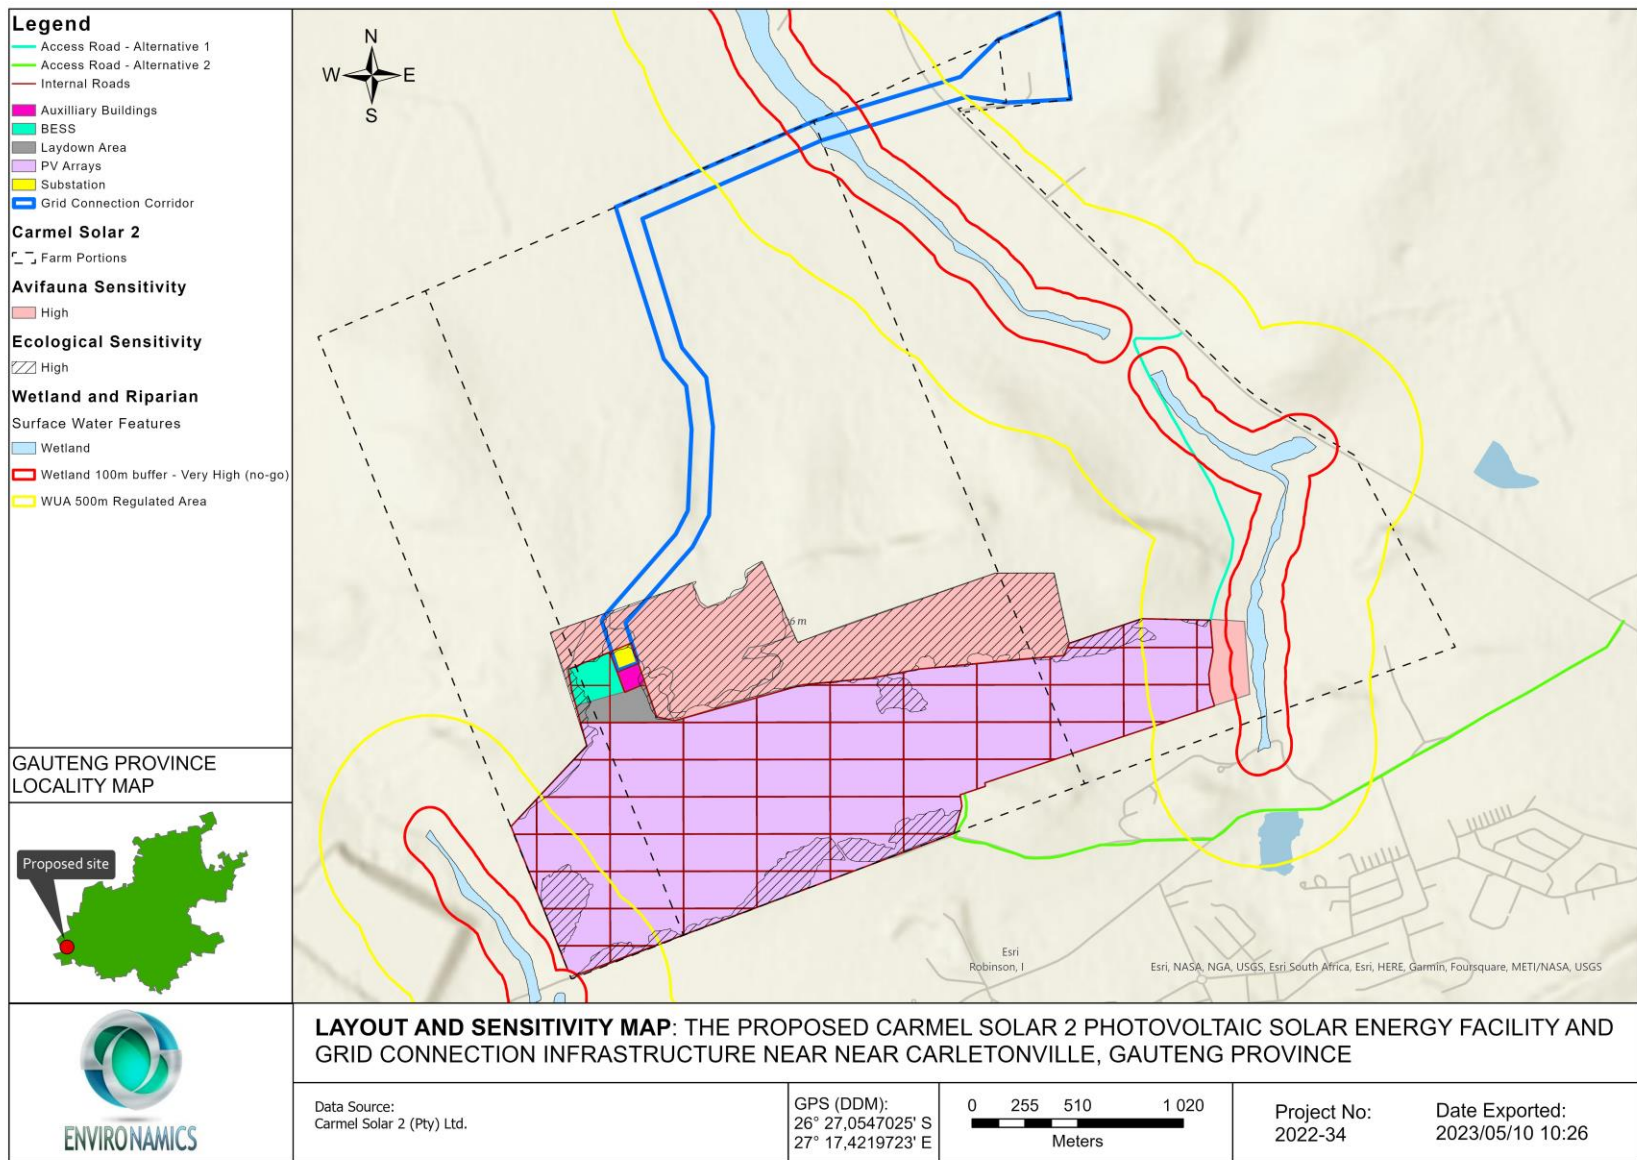 Legend
Access Road - Alternative 1
Access Road - Alternative 2
Internal Roads
Auxilliary Buildings
BESS
Laydown Area
PV Arrays
Substation
Grid Connection Corridor
Carmel Solar 2
Farm Portions
Avifauna Sensitivity
High
Ecological Sensitivity
High
Wetland and Riparian
Surface Water Features
Wetland
Wetland 100m buffer - Very High (no-go)
WUA 500m Regulated Area
N
W E
S
6 m
Esri
Robinson, I
Esri, NASA, NGA, USGS, Esri South Africa, Esri, HERE, Garmin, Foursquare, METI/NASA, USGS
GAUTENG PROVINCE
LOCALITY MAP
Proposed site
ENVIRONAMICS
LAYOUT AND SENSITIVITY MAP: THE PROPOSED CARMEL SOLAR 2 PHOTOVOLTAIC SOLAR ENERGY FACILITY AND
GRID CONNECTION INFRASTRUCTURE NEAR NEAR CARLETONVILLE, GAUTENG PROVINCE
Data Source:
Carmel Solar 2 (Pty) Ltd.
GPS (DDM):
26° 27,0547025' S
27° 17,4219723' E
0 255 510 1 020
Meters
Project No:
2022-34
Date Exported:
2023/05/10 10:26